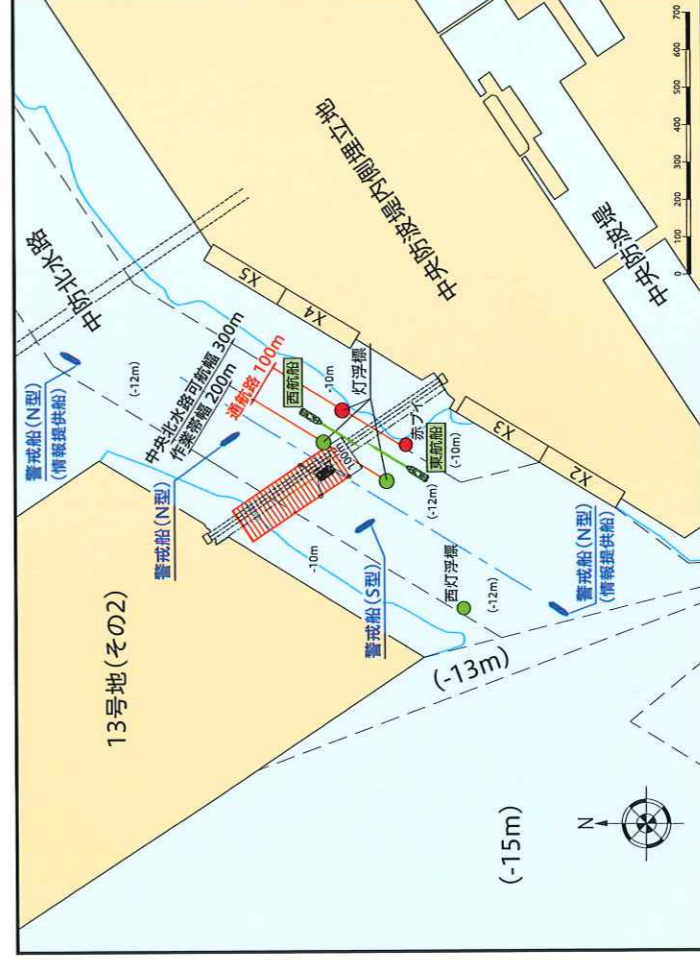 中防北水路
警戒船(N型)
(情報提供船)
(-12m)
中央北水路可航幅 300m
作業帯幅 200m
通航路 100m
警戒船(N型)
西航船
-10m
灯浮標
100m
赤ブイ
東航船
(-10m)
(-12m)
-10m
警戒船(S型)
西灯浮標
(-12m)
警戒船(N型)
(情報提供船)
13号地(その2)
(-13m)
(-15m)
N
X5
X4
X3
X2
中央防波堤内側埋立地
中央防波堤
0 100 200 300 400 500 600 700